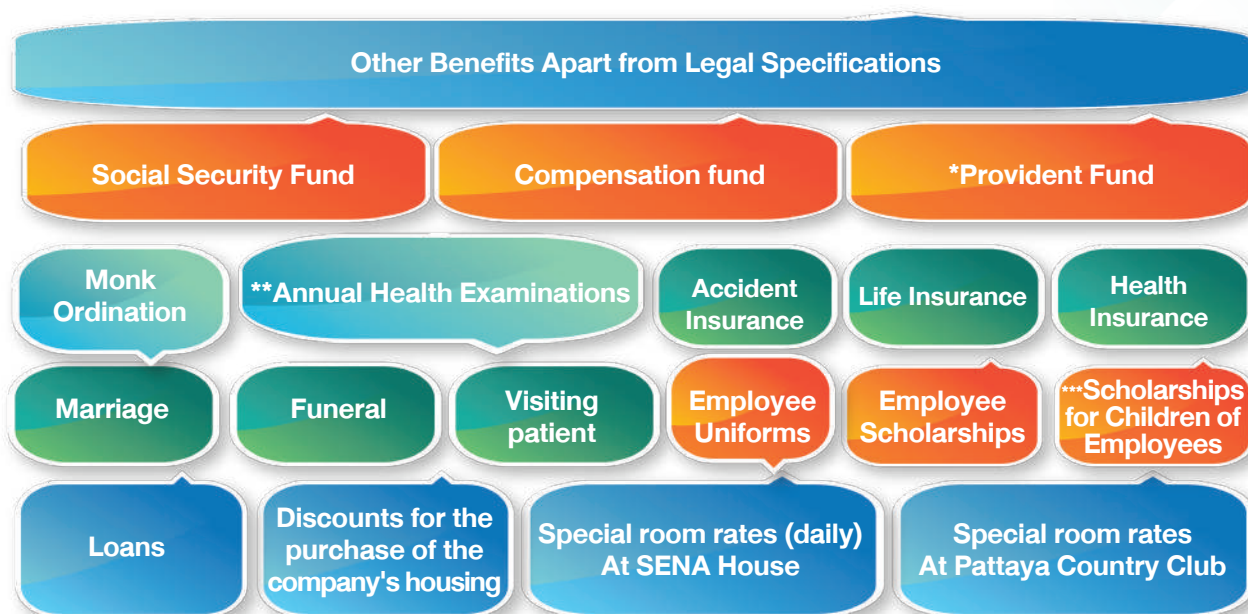 Other Benefits Apart from Legal Specifications
Social Security Fund
Compensation fund
*Provident Fund
Monk
Ordination
**Annual Health Examinations
Accident
Insurance
Life Insurance
Health
Insurance
Marriage
Funeral
Visiting
patient
Employee
Uniforms
Employee
Scholarships
***Scholarships
for Children of
Employees
Loans
Discounts for the
purchase of the
company's housing
Special room rates (daily)
At SENA House
Special room rates
At Pattaya Country Club